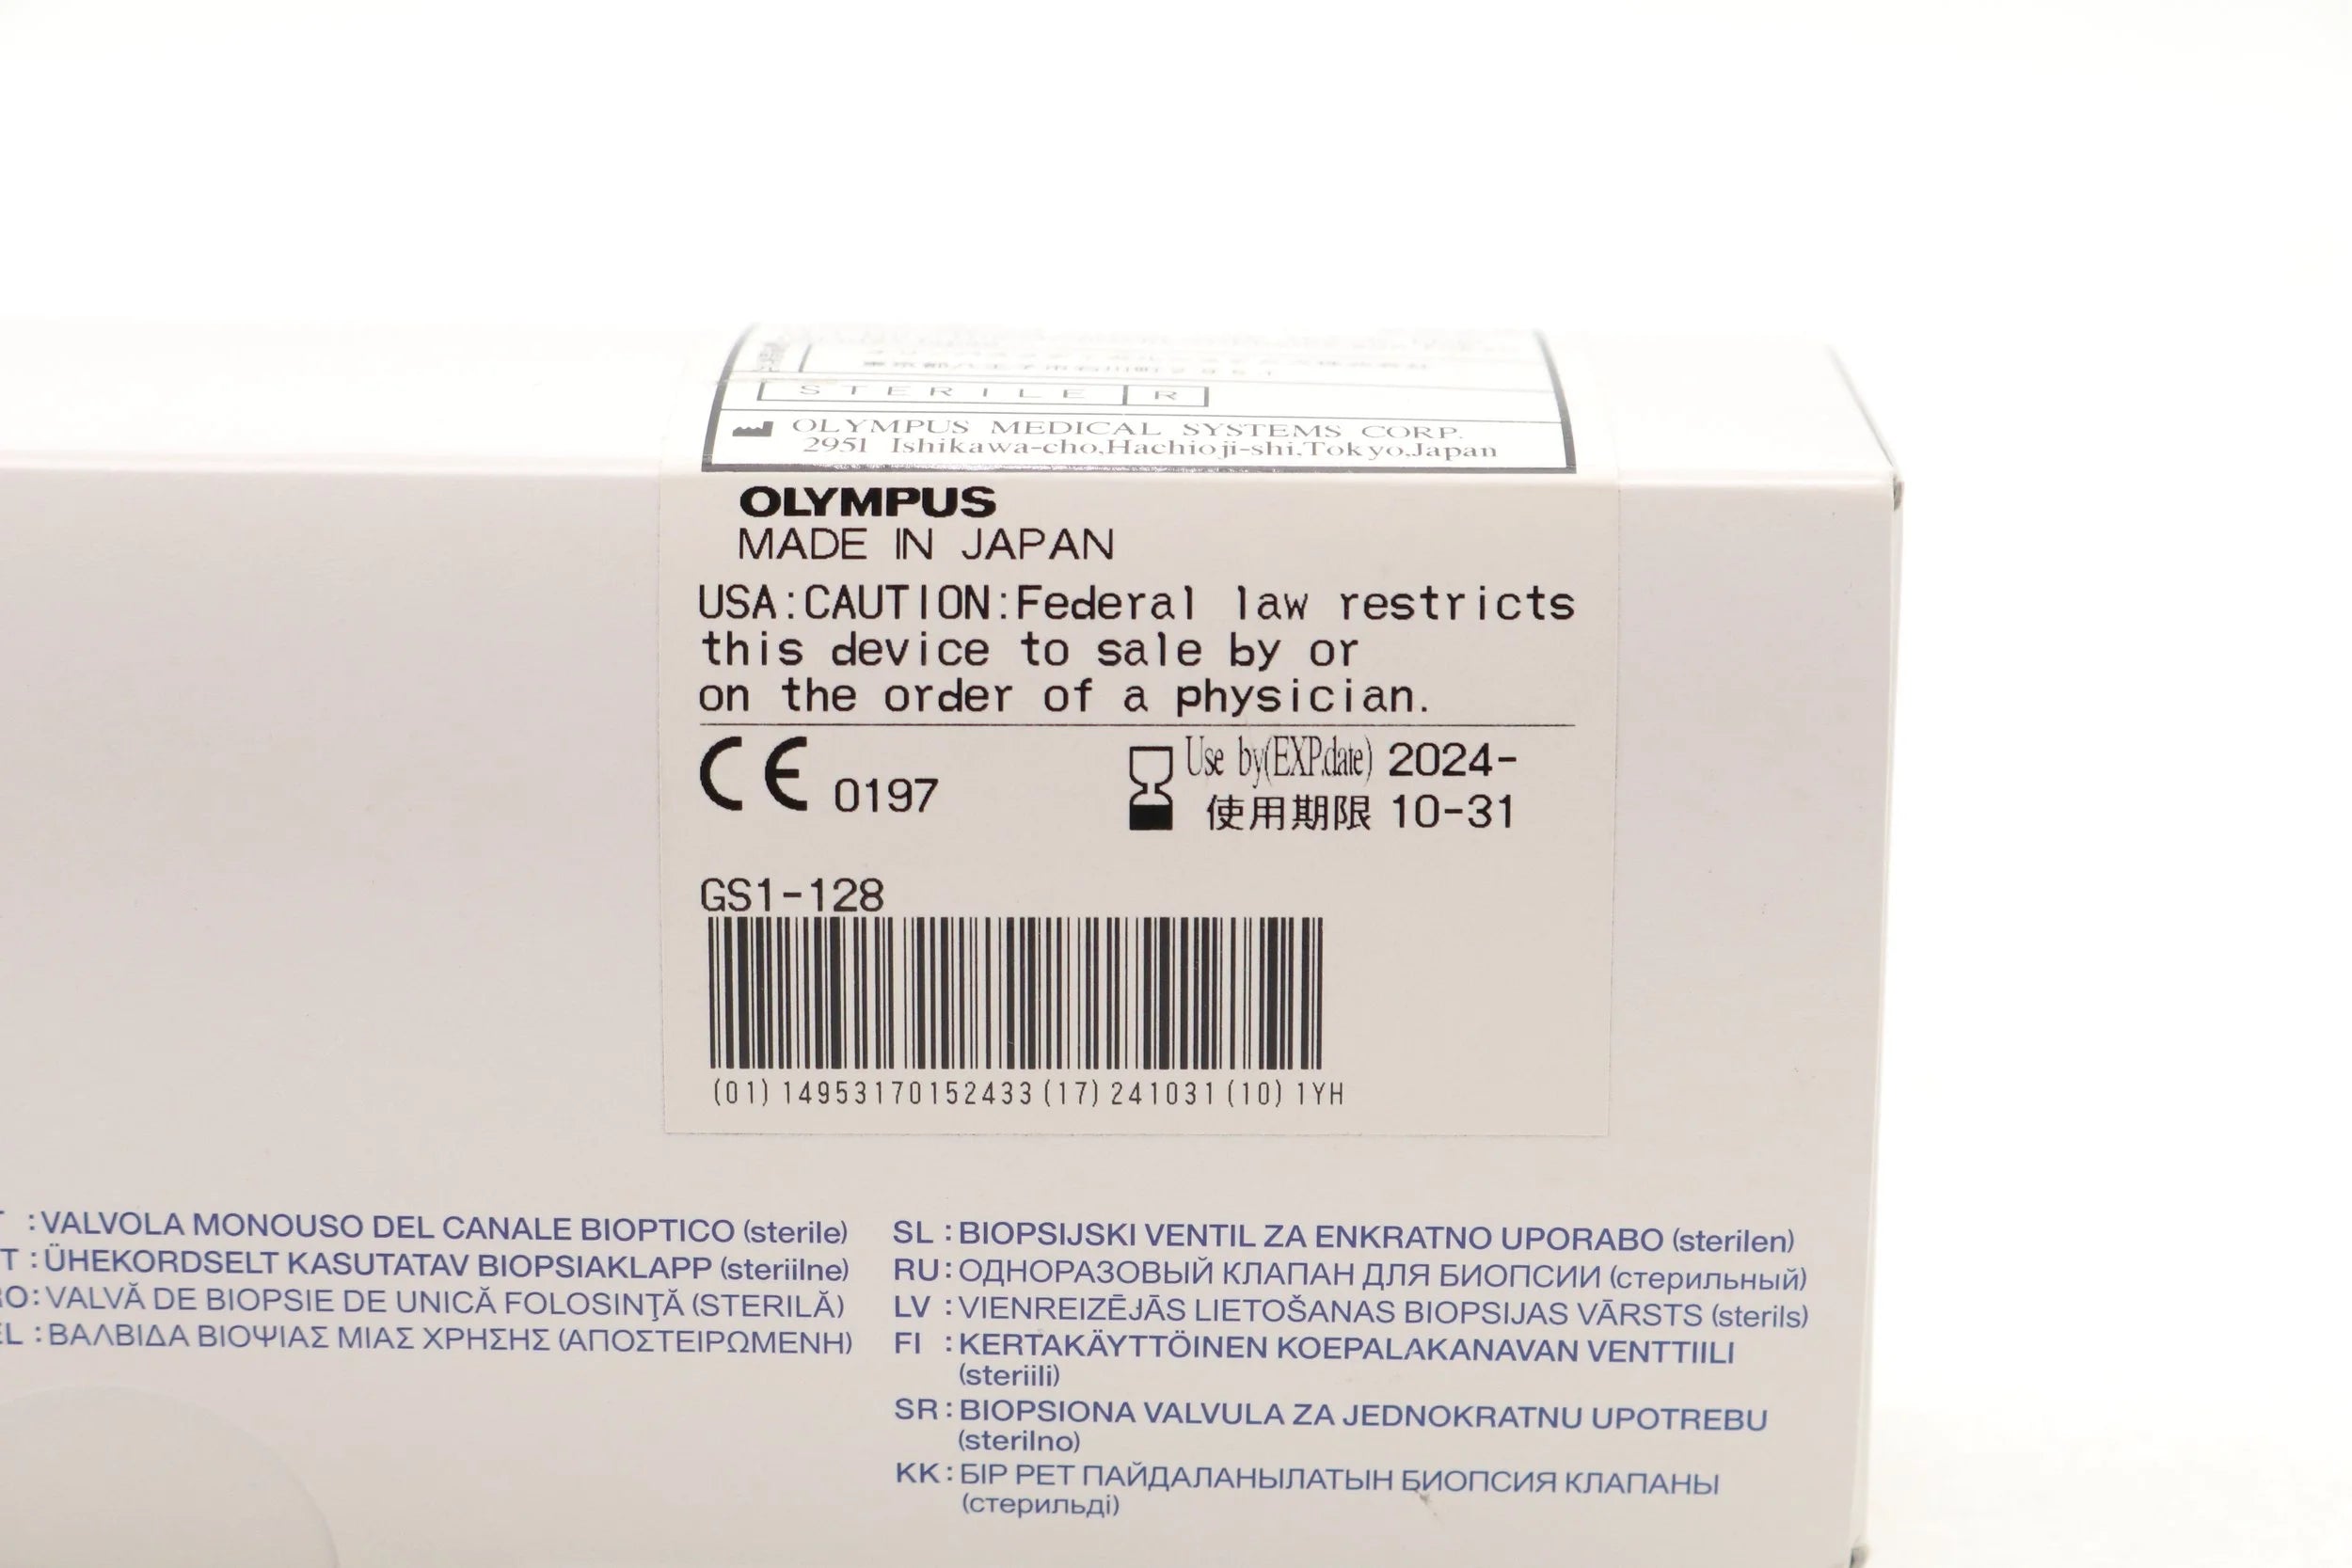 STERILE R
OLYMPUS MEDICAL SYSTEMS CORP.
2951 Ishikawa-cho,Hachioji-shi,Tokyo,Japan
OLYMPUS
MADE IN JAPAN
USA:CAUTION:Federal law restricts
this device to sale by or
on the order of a physician.
CE 0197
Use by(EXP.date) 2024-
使用期限 10-31
GS1-128
(01)14953170152433(17)241031(10)1YH
:VALVOLA MONOUSO DEL CANALE BIOPTICO (sterile)
T :ÜHEKORDSELT KASUTATAV BIOPSIAKLAPP (steriilne)
RO:VALVĂ DE BIOPSIE DE UNICĂ FOLOSINŢĂ (STERILĂ)
EL :ΒΑΛΒΙΔΑ ΒΙΟΨΙΑΣ ΜΙΑΣ ΧΡΗΣΗΣ (ΑΠΟΣΤΕΙΡΩΜΕΝΗ)
SL :BIOPSIJSKI VENTIL ZA ENKRATNO UPORABO (sterilen)
RU:ОДНОРАЗОВЫЙ КЛАПАН ДЛЯ БИОПСИИ (стерильный)
LV :VIENREIZĒJĀS LIETOŠANAS BIOPSIJAS VĀRSTS (sterils)
FI :KERTAKÄYTTÖINEN KOEPALAKANAVAN VENTTIILI
(steriili)
SR:BIOPSIONA VALVULA ZA JEDNOKRATNU UPOTREBU
(sterilno)
KK:БІР РЕТ ПАЙДАЛАНЫЛАТЫН БИОПСИЯ КЛАПАНЫ
(стерильді)